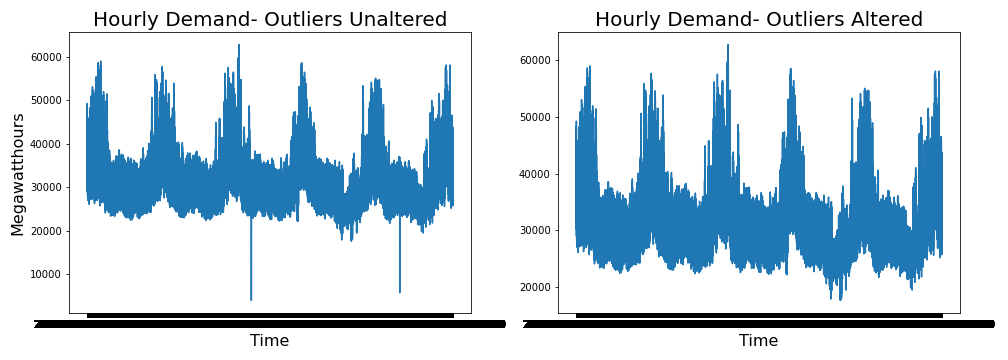 Hourly Demand- Outliers Unaltered
60000
50000
40000
30000
20000
10000
Megawatthours
Time
Hourly Demand- Outliers Altered
60000
50000
40000
30000
20000
Time